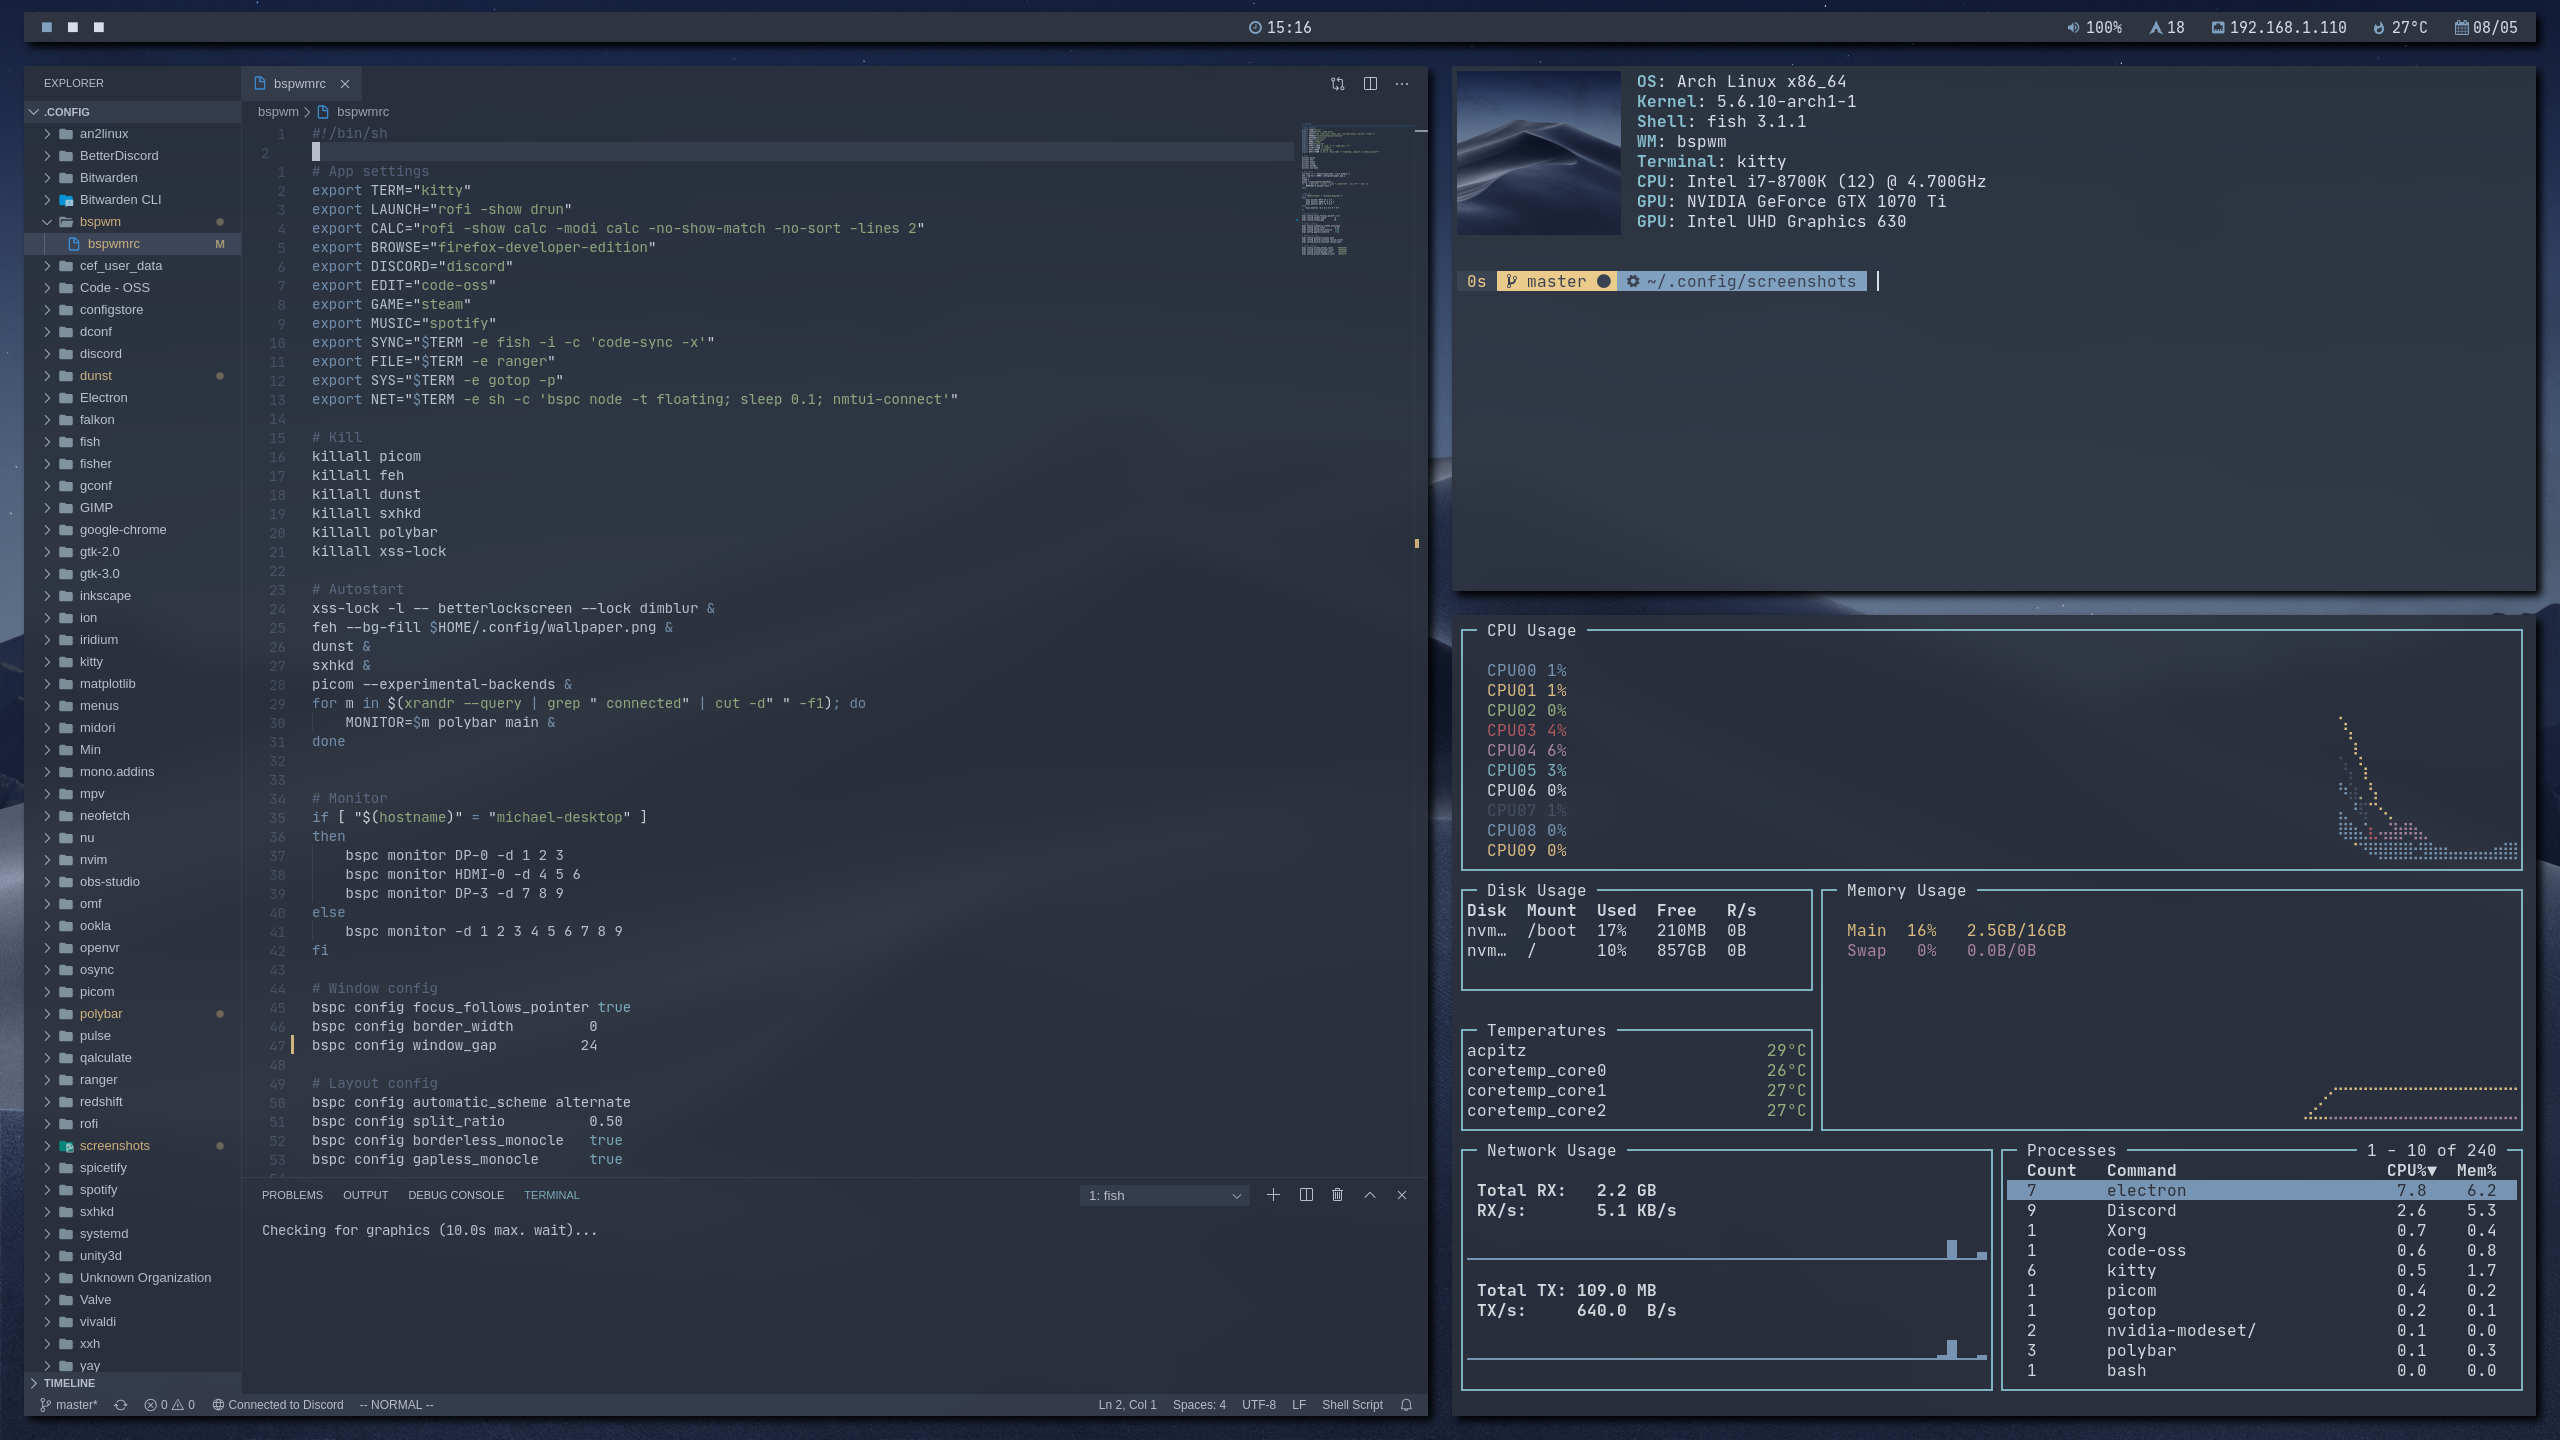 15:16
100% 18 192.168.1.110 27°C 08/05
EXPLORER
.CONFIG
an2linux
BetterDiscord
Bitwarden
Bitwarden CLI
bspwm
bspwmrc M
cef_user_data
Code - OSS
configstore
dconf
discord
dunst
Electron
falkon
fish
fisher
gconf
GIMP
google-chrome
gtk-2.0
gtk-3.0
inkscape
ion
iridium
kitty
matplotlib
menus
midori
Min
mono.addins
mpv
neofetch
nu
nvim
obs-studio
omf
ookla
openvr
osync
picom
polybar
pulse
qalculate
ranger
redshift
rofi
screenshots
spicetify
spotify
sxhkd
systemd
unity3d
Unknown Organization
Valve
vivaldi
xxh
yay
TIMELINE
bspwmrc
bspwm > bspwmrc
1 #!/bin/sh
2
1 # App settings
2 export TERM="kitty"
3 export LAUNCH="rofi -show drun"
4 export CALC="rofi -show calc -modi calc -no-show-match -no-sort -lines 2"
5 export BROWSE="firefox-developer-edition"
6 export DISCORD="discord"
7 export EDIT="code-oss"
8 export GAME="steam"
9 export MUSIC="spotify"
10 export SYNC="$TERM -e fish -i -c 'code-sync -x'"
11 export FILE="$TERM -e ranger"
12 export SYS="$TERM -e gotop -p"
13 export NET="$TERM -e sh -c 'bspc node -t floating; sleep 0.1; nmtui-connect'"
14
15 # Kill
16 killall picom
17 killall feh
18 killall dunst
19 killall sxhkd
20 killall polybar
21 killall xss-lock
22
23 # Autostart
24 xss-lock -l -- betterlockscreen --lock dimblur &
25 feh --bg-fill $HOME/.config/wallpaper.png &
26 dunst &
27 sxhkd &
28 picom --experimental-backends &
29 for m in $(xrandr --query | grep " connected" | cut -d" " -f1); do
30 MONITOR=$m polybar main &
31 done
32
33
34 # Monitor
35 if [ "$(hostname)" = "michael-desktop" ]
36 then
37 bspc monitor DP-0 -d 1 2 3
38 bspc monitor HDMI-0 -d 4 5 6
39 bspc monitor DP-3 -d 7 8 9
40 else
41 bspc monitor -d 1 2 3 4 5 6 7 8 9
42 fi
43
44 # Window config
45 bspc config focus_follows_pointer true
46 bspc config border_width 0
47 bspc config window_gap 24
48
49 # Layout config
50 bspc config automatic_scheme alternate
51 bspc config split_ratio 0.50
52 bspc config borderless_monocle true
53 bspc config gapless_monocle true
PROBLEMS OUTPUT DEBUG CONSOLE TERMINAL 1: fish
Checking for graphics (10.0s max. wait)...
master* 0 0 Connected to Discord -- NORMAL -- Ln 2, Col 1 Spaces: 4 UTF-8 LF Shell Script
OS: Arch Linux x86_64
Kernel: 5.6.10-arch1-1
Shell: fish 3.1.1
WM: bspwm
Terminal: kitty
CPU: Intel i7-8700K (12) @ 4.700GHz
GPU: NVIDIA GeForce GTX 1070 Ti
GPU: Intel UHD Graphics 630
0s master ● ~/.config/screenshots
CPU Usage
CPU00 1%
CPU01 1%
CPU02 0%
CPU03 4%
CPU04 6%
CPU05 3%
CPU06 0%
CPU07 1%
CPU08 0%
CPU09 0%
Disk Usage
Disk Mount Used Free R/s
nvm… /boot 17% 210MB 0B
nvm… / 10% 857GB 0B
Memory Usage
Main 16% 2.5GB/16GB
Swap 0% 0.0B/0B
Temperatures
acpitz 29°C
coretemp_core0 26°C
coretemp_core1 27°C
coretemp_core2 27°C
Network Usage
Total RX: 2.2 GB
RX/s: 5.1 KB/s
Total TX: 109.0 MB
TX/s: 640.0 B/s
Processes 1 - 10 of 240
Count Command CPU%▼ Mem%
7 electron 7.8 6.2
9 Discord 2.6 5.3
1 Xorg 0.7 0.4
1 code-oss 0.6 0.8
6 kitty 0.5 1.7
1 picom 0.4 0.2
1 gotop 0.2 0.1
2 nvidia-modeset/ 0.1 0.0
3 polybar 0.1 0.3
1 bash 0.0 0.0